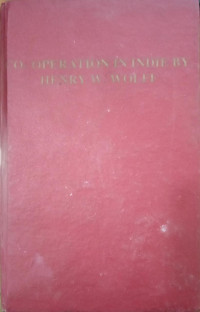 CO-OPERATION IN INDIA BY
HENRY W. WOLFF